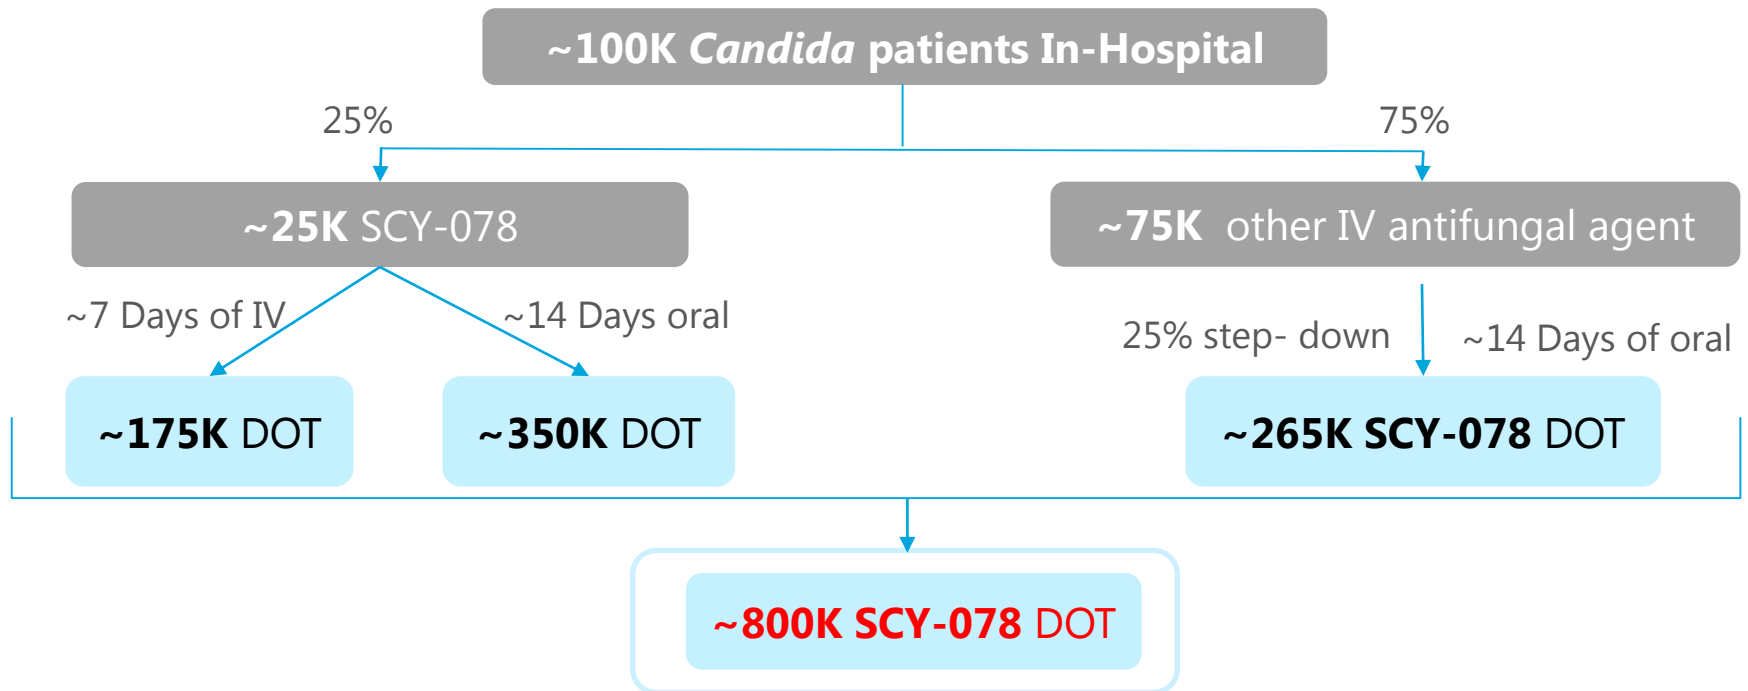 ~100K Candida patients In-Hospital
25%
75%
~25K SCY-078
~75K other IV antifungal agent
~7 Days of IV
~14 Days oral
25% step- down
~14 Days of oral
~175K DOT
~350K DOT
~265K SCY-078 DOT
~800K SCY-078 DOT